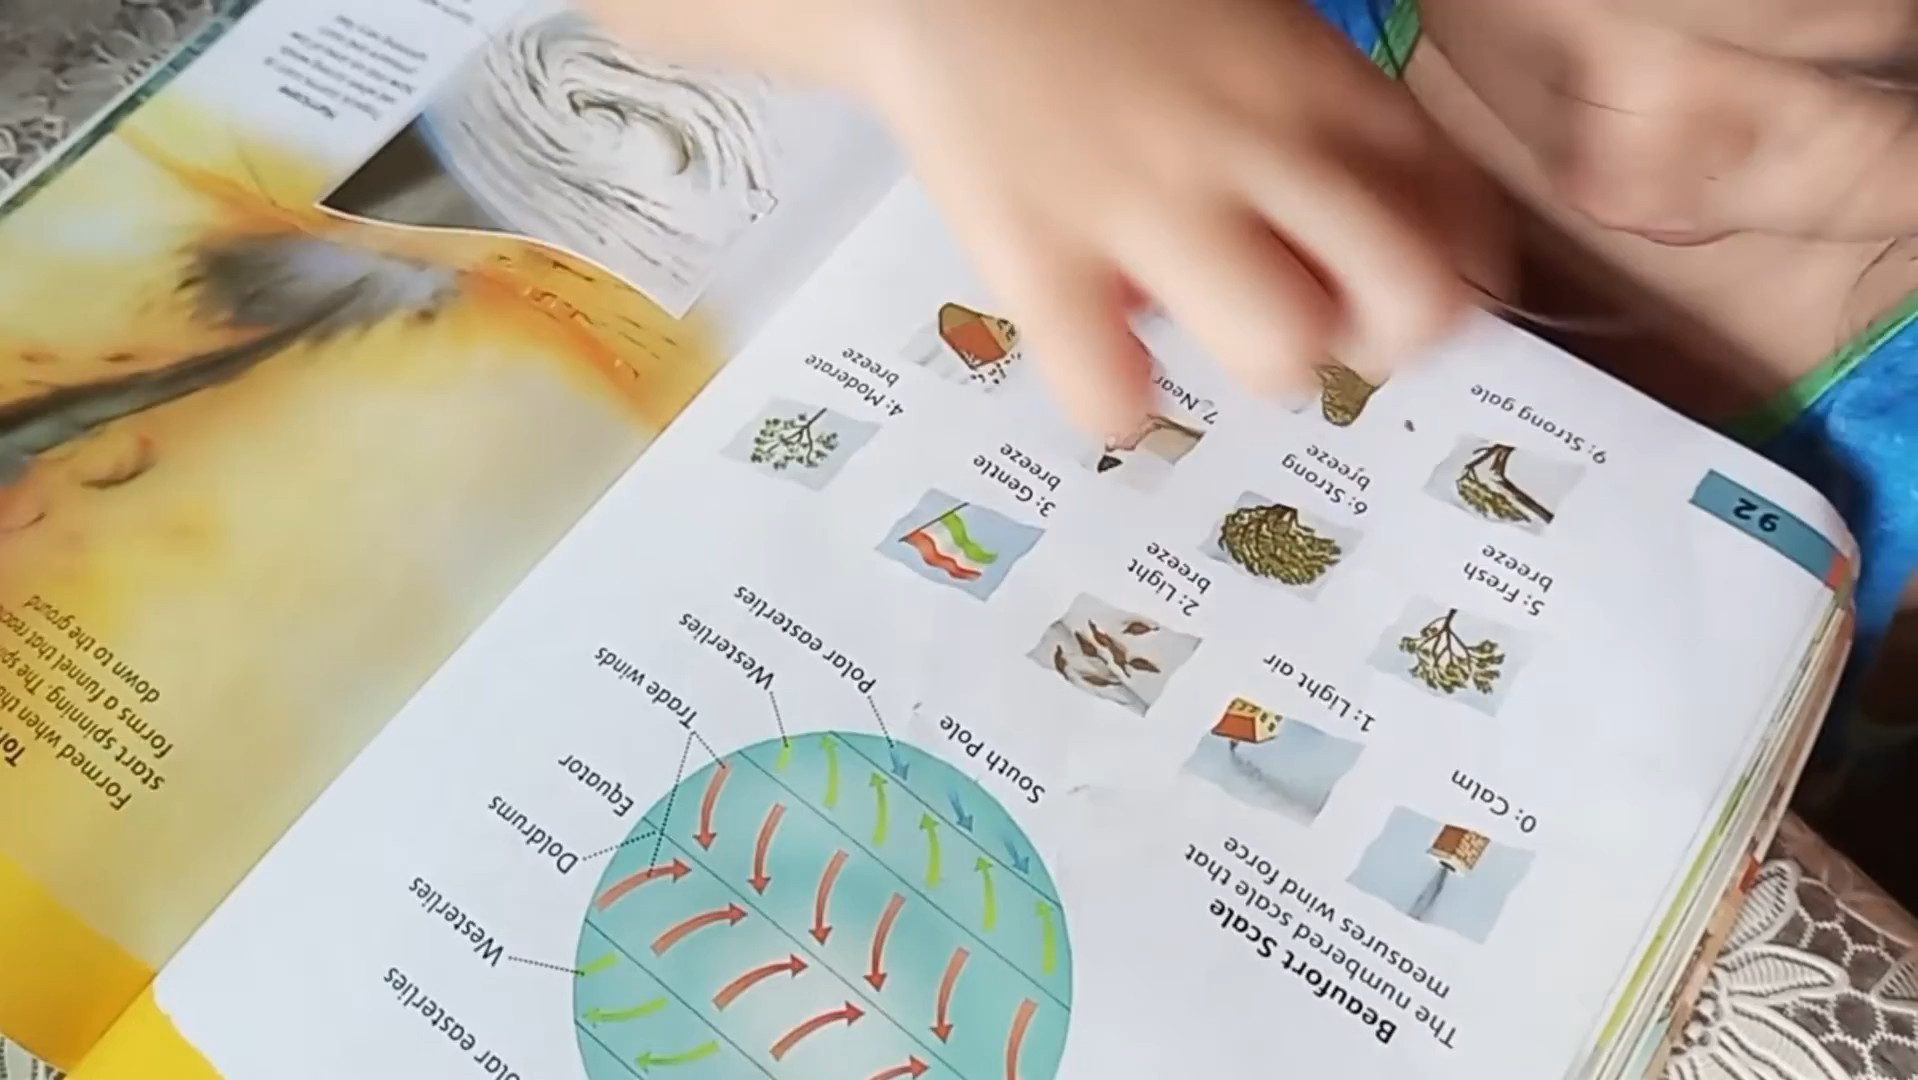 92
Beaufort Scale
The numbered scale that
measures wind force
0: Calm
1: Light air
2: Light
breeze
3: Gentle
breeze
4: Moderate
breeze
5: Fresh
breeze
6: Strong
breeze
7: Near
9: Strong gale
South Pole
Polar easterlies
Westerlies
Trade winds
Equator
Doldrums
Westerlies
easterlies
Formed when
start spinning. The
forms a funnel that
down to the ground